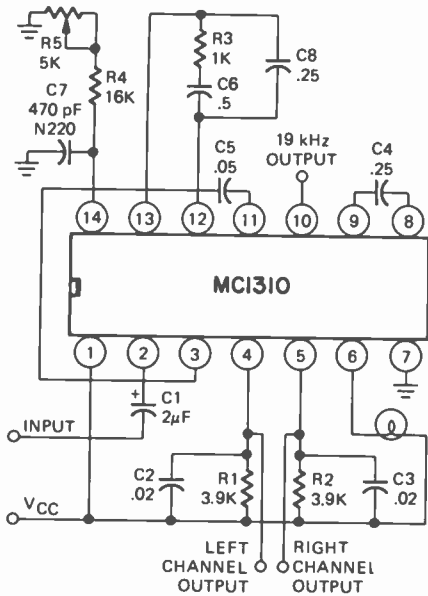 R5
5K
R4
16K
C7
470 pF
N220
R3
1K
C6
.5
C8
.25
C5
.05
19 kHz
OUTPUT
C4
.25
14
13
12
11
10
9
8
MC1310
1
2
3
4
5
6
7
+
C1
2μF
INPUT
C2
.02
R1
3.9K
R2
3.9K
C3
.02
VCC
LEFT
CHANNEL
OUTPUT
RIGHT
CHANNEL
OUTPUT